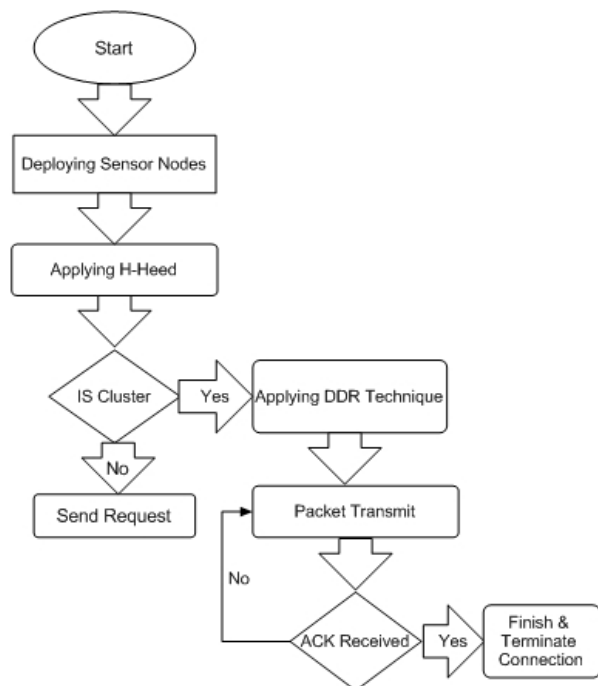 Start
Deploying Sensor Nodes
Applying H-Heed
IS Cluster
Yes
Applying DDR Technique
No
Send Request
Packet Transmit
No
ACK Received
Yes
Finish &
Terminate
Connection